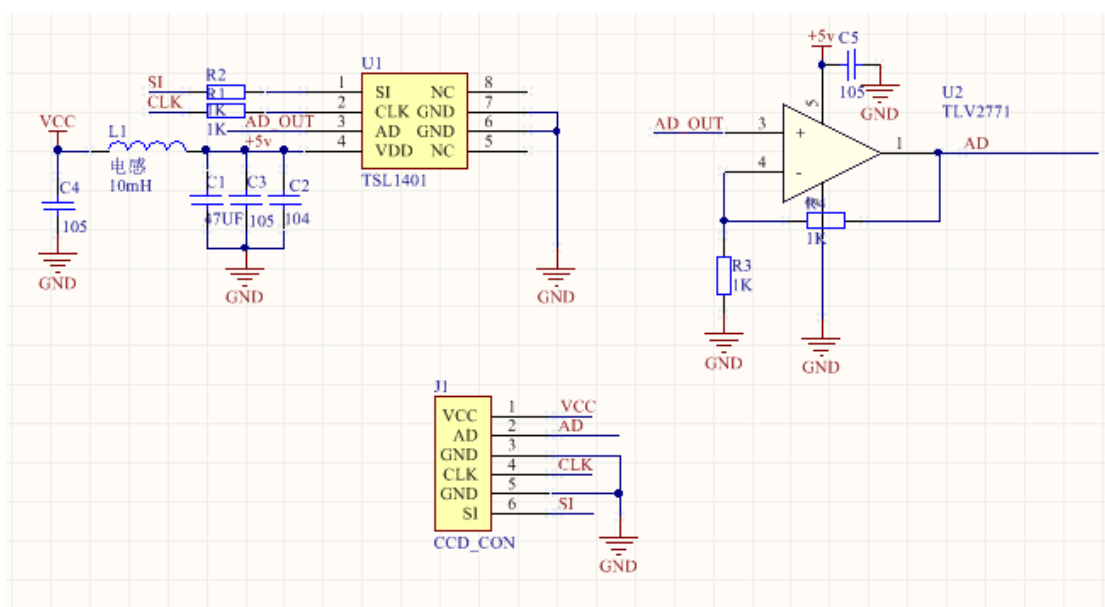 U1
SI
R2
1
SI
NC
8
CLK
R1
1K
2
CLK
GND
7
1K
AD_OUT
3
AD
GND
6
+5v
4
VDD
NC
5
TSL1401
VCC
L1
电感
10mH
C4
105
GND
C1
47UF
C3
105
C2
104
GND
GND
+5v
C5
105
GND
U2
TLV2771
5
AD_OUT
3
+
4
-
1
AD
R4
1K
R3
1K
GND
GND
J1
VCC
1
VCC
AD
2
AD
GND
3
CLK
4
CLK
GND
5
SI
6
SI
CCD_CON
GND